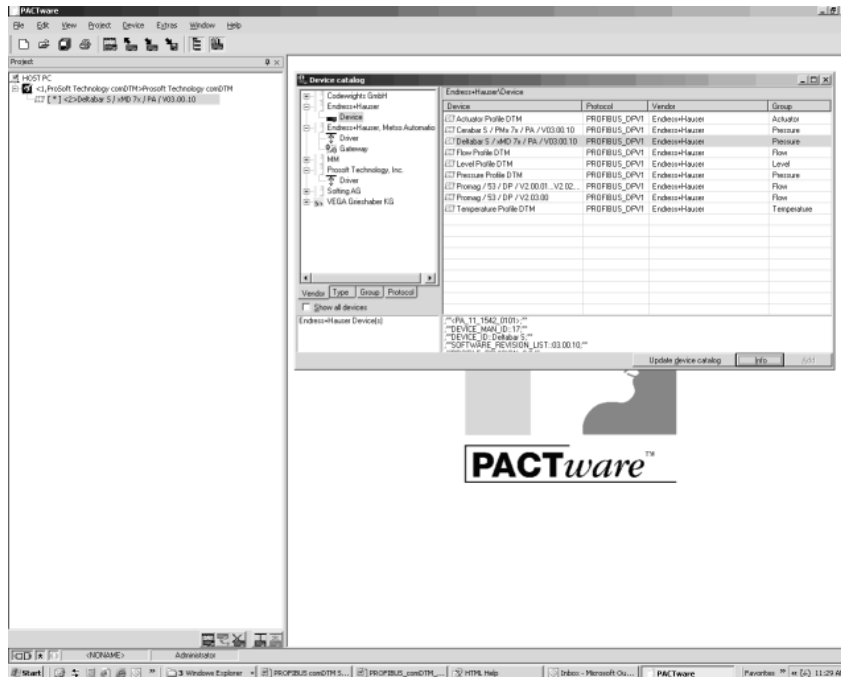 PACTware
File Edit View Project Device Extras Window Help
Project
HOST PC
<1,ProSoft Technology comDTM>Prosoft Technology comDTM
[ * ] <2>Deltabar S / xMD 7x / PA / V03.00.10
Device catalog
Codewrights GmbH
Endress+Hauser
Device
Endress+Hauser, Metso Automatio
Driver
Gateway
MM
Prosoft Technology, Inc.
Driver
Softing AG
VEGA Grieshaber KG
Vendor Type Group Protocol
Show all devices
Endress+Hauser Device(s)
Endress+Hauser\Device
Device Protocol Vendor Group
Actuator Profile DTM PROFIBUS_DPV1 Endress+Hauser Actuator
Cerabar S / PMx 7x / PA / V03.00.10 PROFIBUS_DPV1 Endress+Hauser Pressure
Deltabar S / xMD 7x / PA / V03.00.10 PROFIBUS_DPV1 Endress+Hauser Pressure
Flow Profile DTM PROFIBUS_DPV1 Endress+Hauser Flow
Level Profile DTM PROFIBUS_DPV1 Endress+Hauser Level
Pressure Profile DTM PROFIBUS_DPV1 Endress+Hauser Pressure
Promag / 53 / DP / V2.00.01...V2.02... PROFIBUS_DPV1 Endress+Hauser Flow
Promag / 53 / DP / V2.03.00 PROFIBUS_DPV1 Endress+Hauser Flow
Temperature Profile DTM PROFIBUS_DPV1 Endress+Hauser Temperature
;""<PA_11_1542_0101>;""
;""DEVICE_MAN_ID::17;""
;""DEVICE_ID::Deltabar S;""
;""SOFTWARE_REVISION_LIST::03.00.10;""
Update device catalog Info Add
PACTware™
<NONAME> Administrator
Start 3 Windows Explorer PROFIBUS comDTM S... PROFIBUS_comDTM_... HTML Help Inbox - Microsoft Ou... PACTware Favorites » 11:29 AM